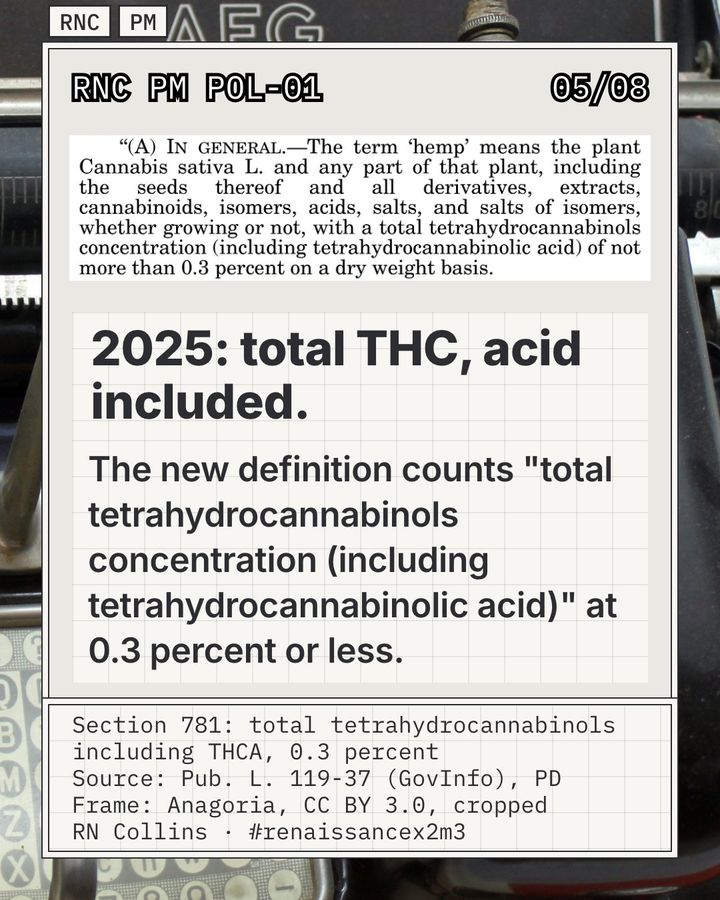 AEG
RNC PM
RNC PM POL-01 05/08
“(A) IN GENERAL.—The term ‘hemp’ means the plant
Cannabis sativa L. and any part of that plant, including
the seeds thereof and all derivatives, extracts,
cannabinoids, isomers, acids, salts, and salts of isomers,
whether growing or not, with a total tetrahydrocannabinols
concentration (including tetrahydrocannabinolic acid) of not
more than 0.3 percent on a dry weight basis.
2025: total THC, acid
included.
The new definition counts "total
tetrahydrocannabinols
concentration (including
tetrahydrocannabinolic acid)" at
0.3 percent or less.
Section 781: total tetrahydrocannabinols
including THCA, 0.3 percent
Source: Pub. L. 119-37 (GovInfo), PD
Frame: Anagoria, CC BY 3.0, cropped
RN Collins · #renaissancex2m3